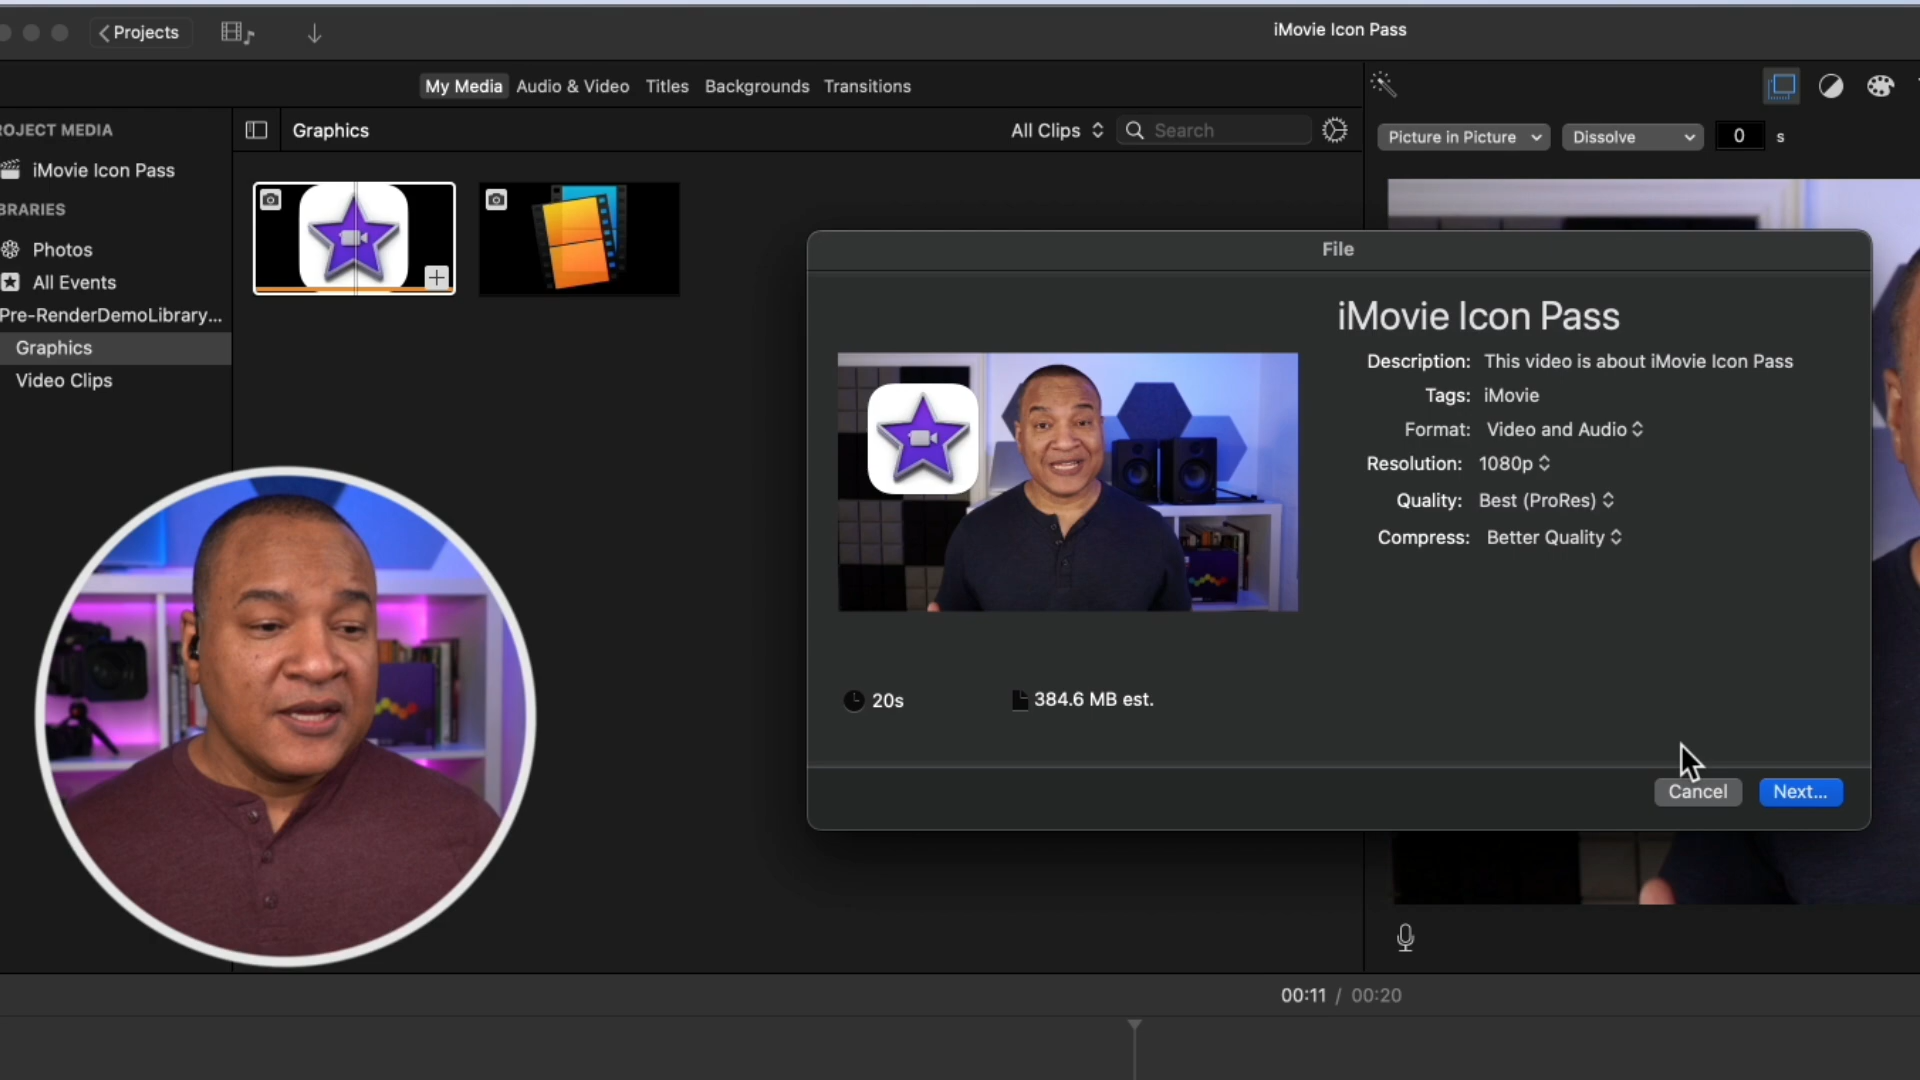 Projects
iMovie Icon Pass
My Media Audio & Video Titles Backgrounds Transitions
ROJECT MEDIA
Graphics
All Clips
Search
Picture in Picture
Dissolve
0 s
iMovie Icon Pass
BRARIES
Photos
All Events
Pre-RenderDemoLibrary...
Graphics
Video Clips
File
iMovie Icon Pass
Description: This video is about iMovie Icon Pass
Tags: iMovie
Format: Video and Audio
Resolution: 1080p
Quality: Best (ProRes)
Compress: Better Quality
20s
384.6 MB est.
Cancel
Next...
00:11 / 00:20